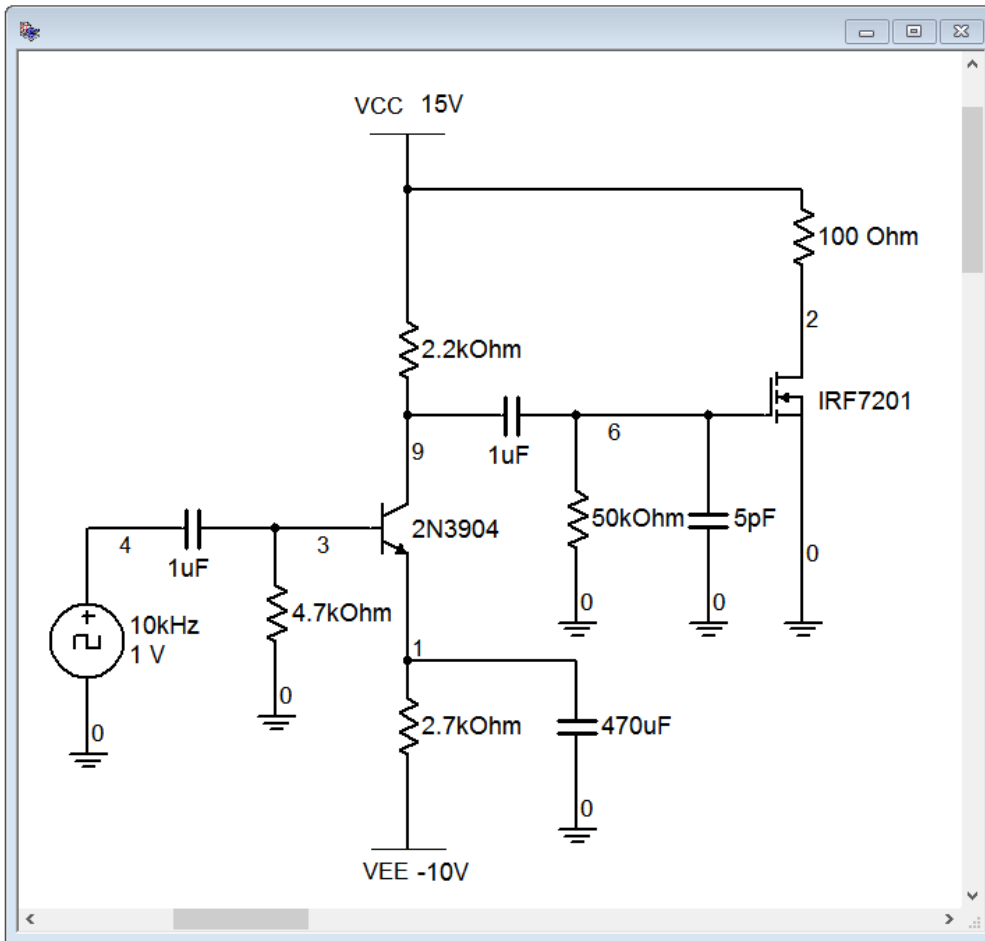 VCC 15V
100 Ohm
2
2.2kOhm
IRF7201
9
1uF
6
2N3904
50kOhm
5pF
0
4
1uF
3
4.7kOhm
10kHz
1 V
0
0
1
0
0
2.7kOhm
470uF
0
VEE -10V